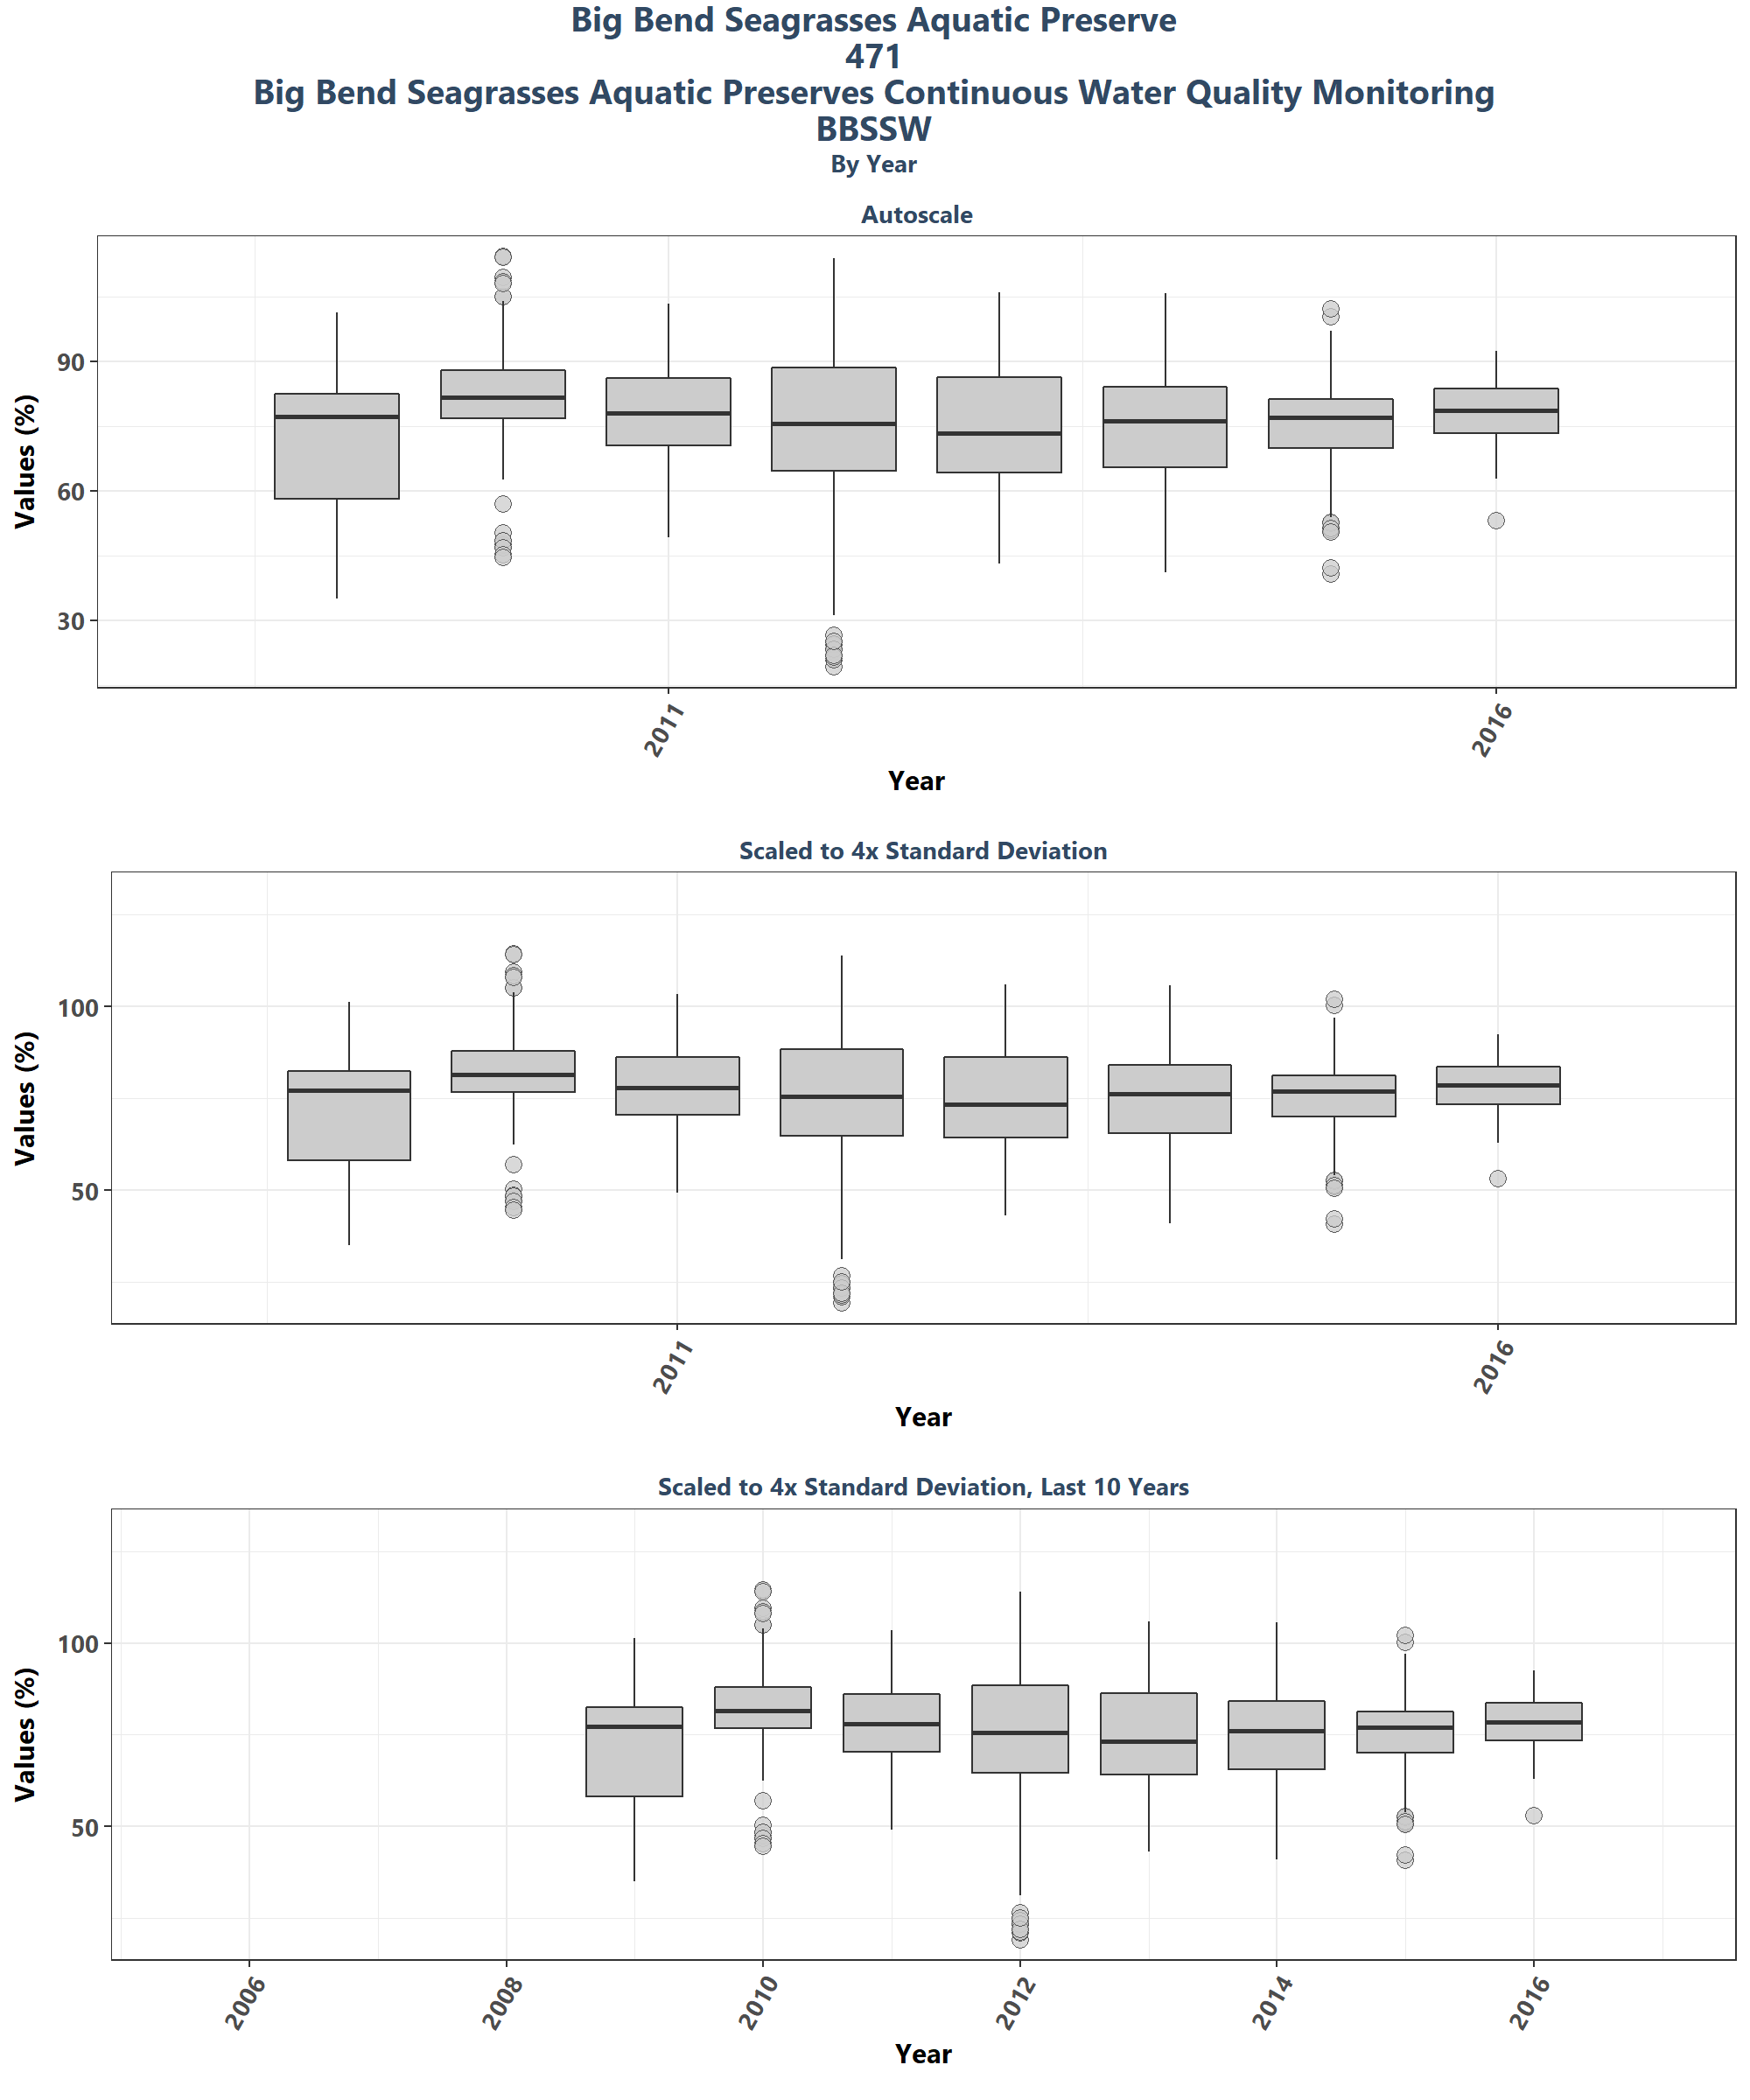 Big Bend Seagrasses Aquatic Preserve
471
Big Bend Seagrasses Aquatic Preserves Continuous Water Quality Monitoring
BBSSW
By Year
Autoscale
Values (%)
90
60
30
2011
2016
Year
Scaled to 4x Standard Deviation
Values (%)
100
50
2011
2016
Year
Scaled to 4x Standard Deviation, Last 10 Years
Values (%)
100
50
2006
2008
2010
2012
2014
2016
Year